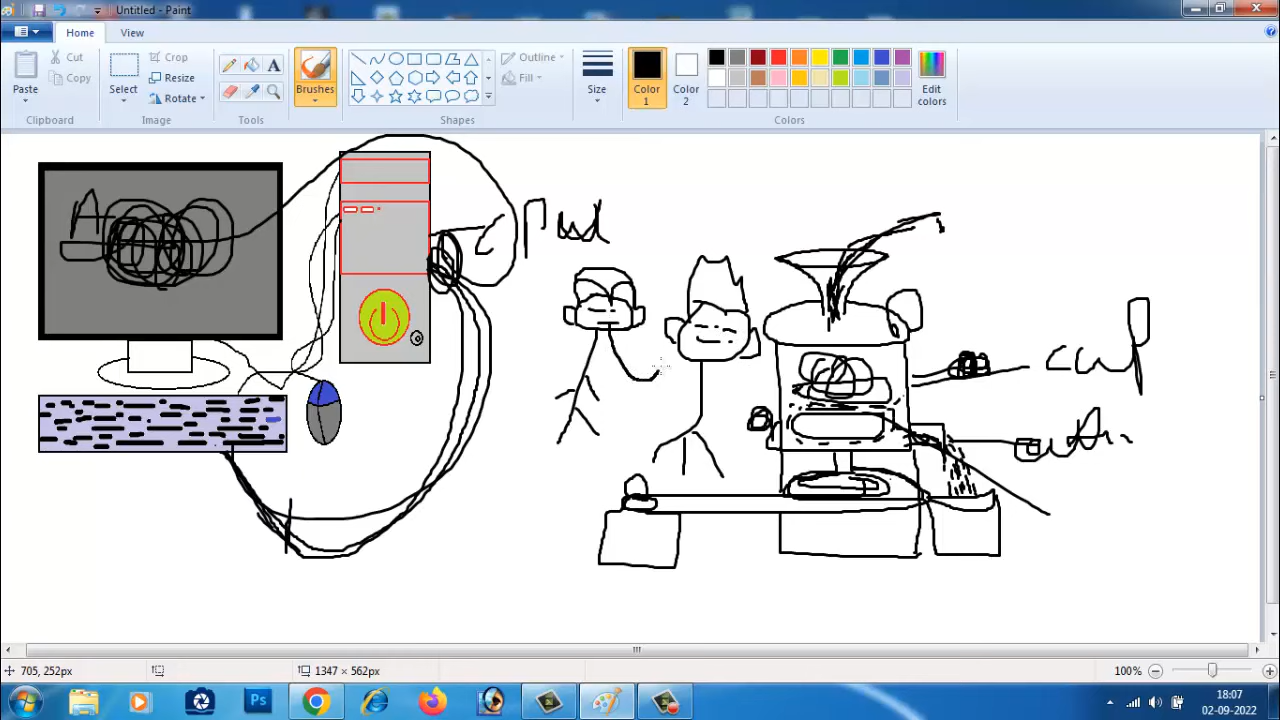 Untitled - Paint
Home
View
Paste
Cut
Copy
Clipboard
Select
Crop
Resize
Rotate
Image
Tools
Brushes
Shapes
Outline
Fill
Size
Color 1
Color 2
Edit colors
Colors
A
705, 252px
1347 × 562px
100%
Ps
18:07
02-09-2022